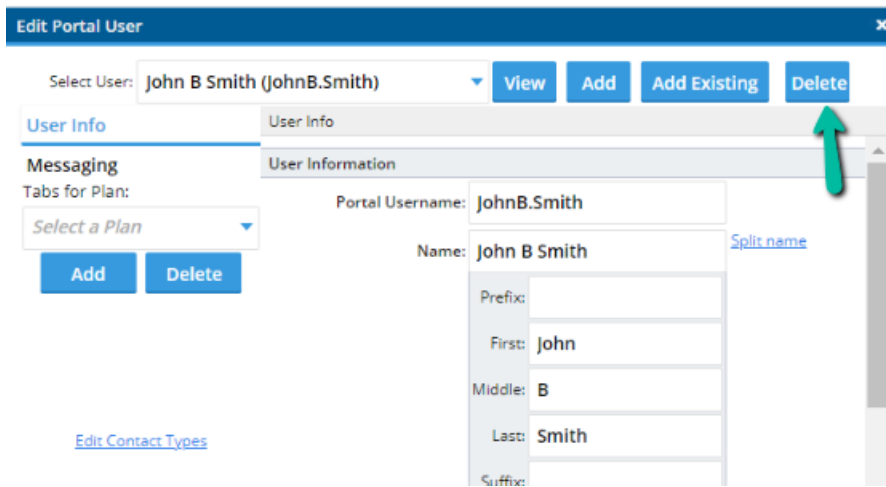 Edit Portal User ×
Select User: John B Smith (JohnB.Smith) View Add Add Existing Delete
User Info
User Info
Messaging
User Information
Tabs for Plan:
Select a Plan
Add Delete
Portal Username: JohnB.Smith
Name: John B Smith Split name
Prefix:
First: John
Middle: B
Last: Smith
Suffix:
Edit Contact Types